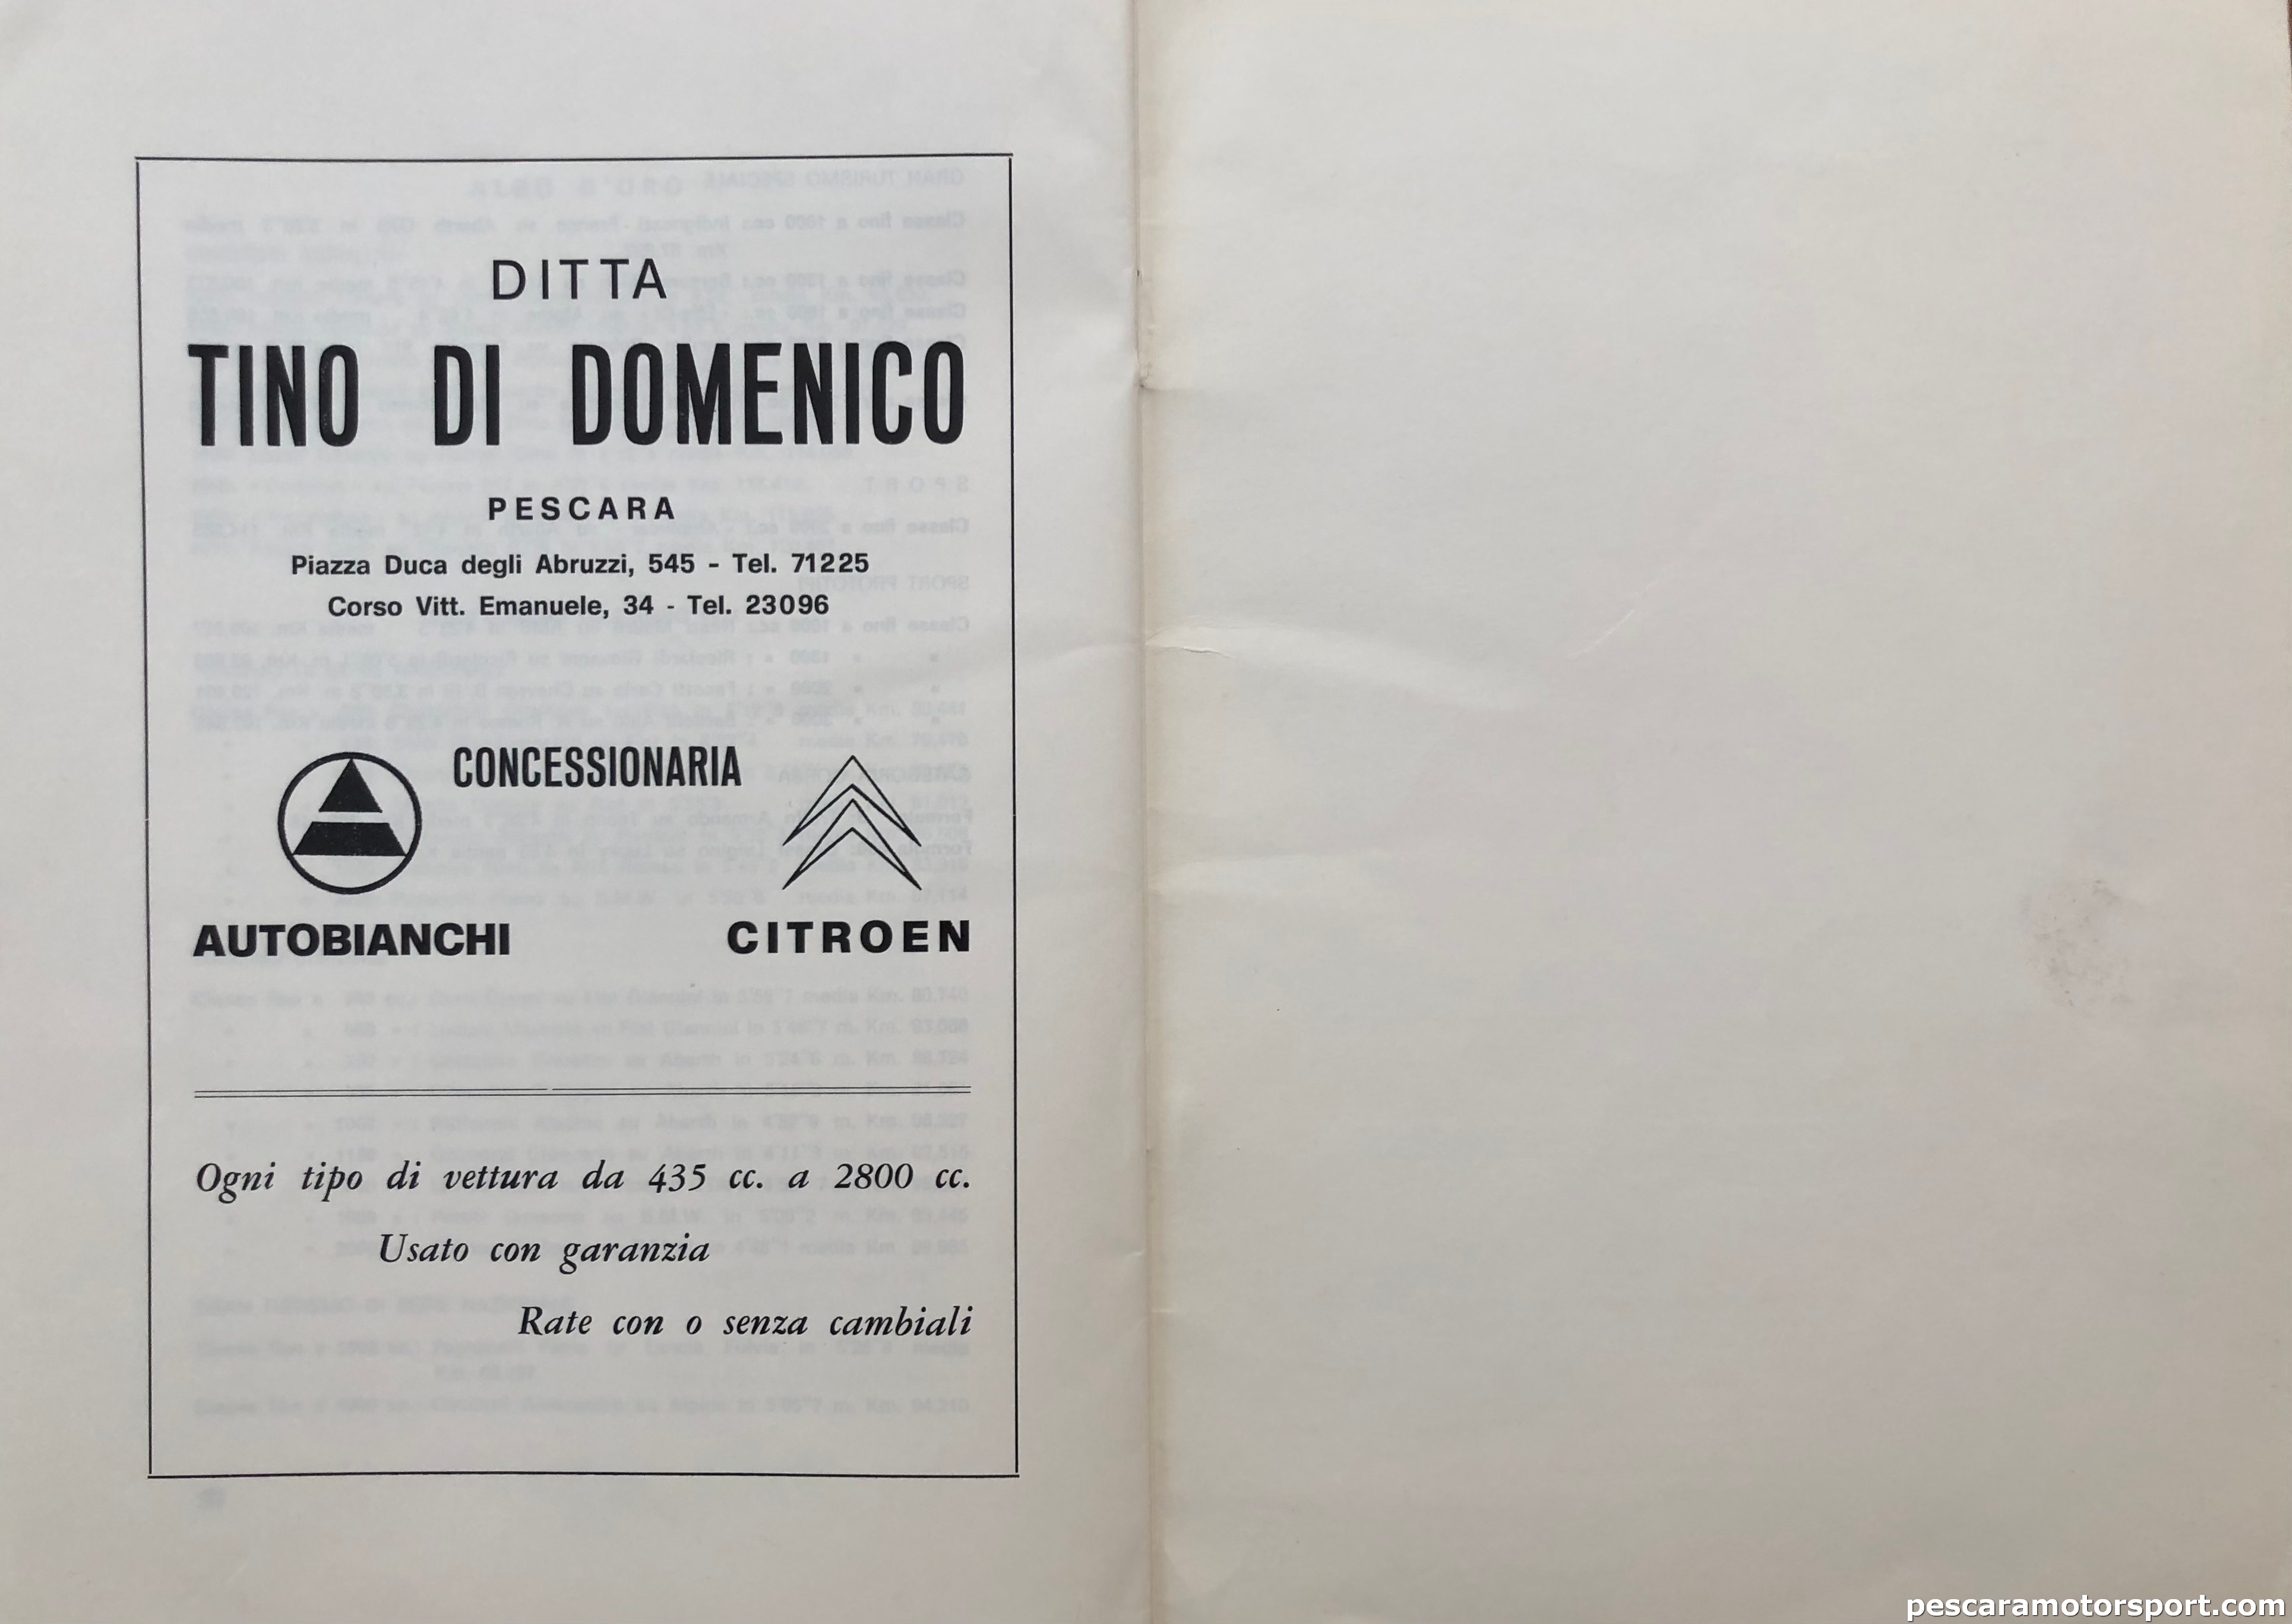 DITTA
TINO DI DOMENICO
PESCARA
Piazza Duca degli Abruzzi, 545 - Tel. 71225
Corso Vitt. Emanuele, 34 - Tel. 23096
CONCESSIONARIA
AUTOBIANCHI
CITROEN
Ogni tipo di vettura da 435 cc. a 2800 cc.
Usato con garanzia
Rate con o senza cambiali
pescaramotorsport.com